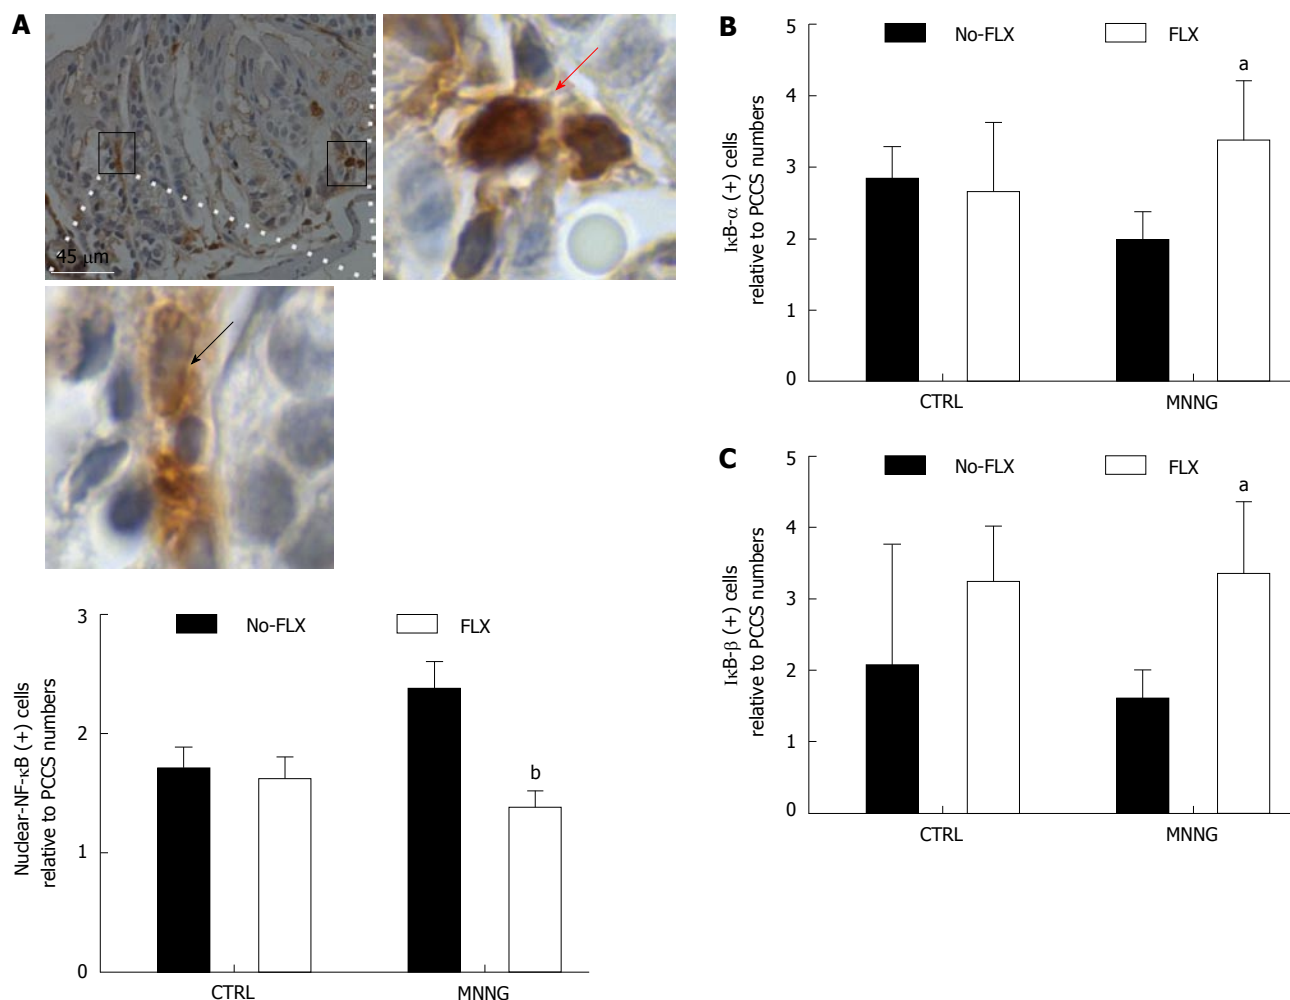 A
45 μm
3
No-FLX
FLX
Nuclear-NF-κB (+) cells
relative to PCCS numbers
2
b
1
0
CTRL
MNNG
B
5
No-FLX
FLX
a
4
IκB-α (+) cells
relative to PCCS numbers
3
2
1
0
CTRL
MNNG
C
5
No-FLX
FLX
a
4
IκB-β (+) cells
relative to PCCS numbers
3
2
1
0
CTRL
MNNG